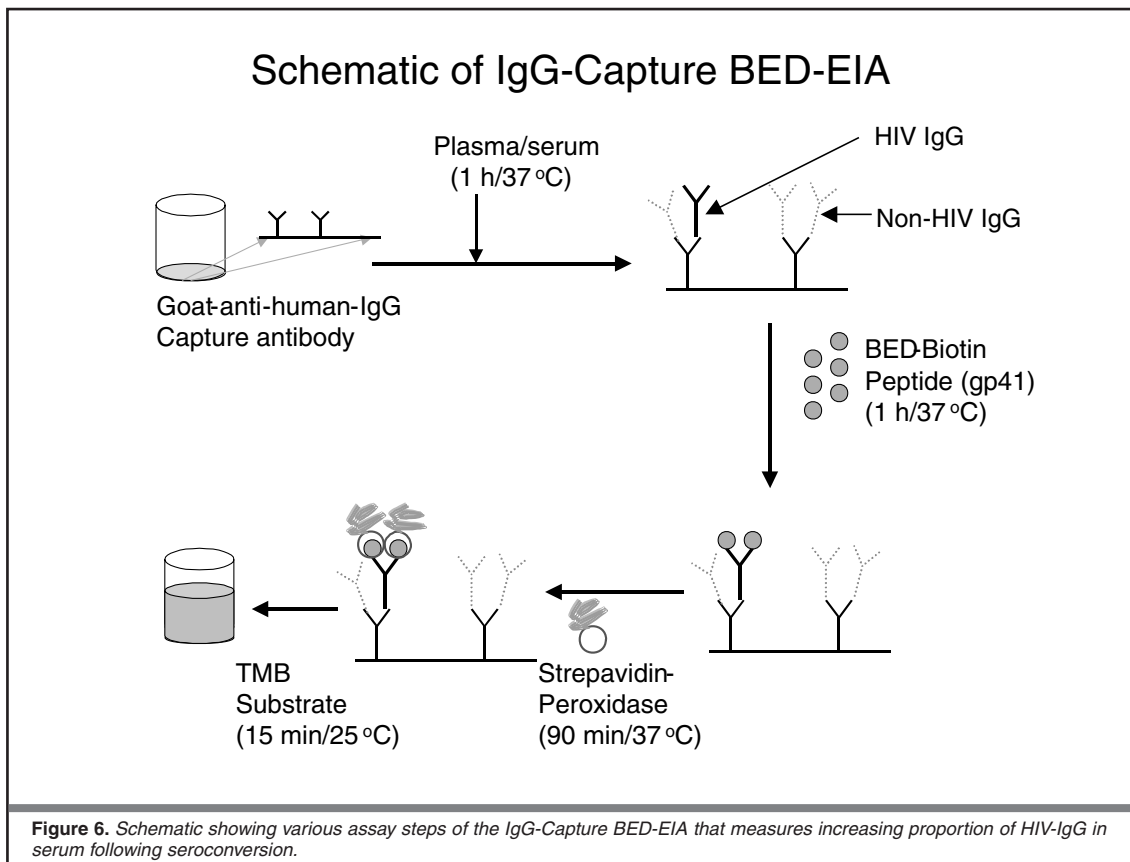 Schematic of IgG-Capture BED-EIA
Plasma/serum
(1 h/37 °C)
HIV IgG
Non-HIV IgG
Goat-anti-human-IgG
Capture antibody
BED-Biotin
Peptide (gp41)
(1 h/37 °C)
TMB
Substrate
(15 min/25 °C)
Strepavidin-
Peroxidase
(90 min/37 °C)
Figure 6. Schematic showing various assay steps of the IgG-Capture BED-EIA that measures increasing proportion of HIV-IgG in
serum following seroconversion.